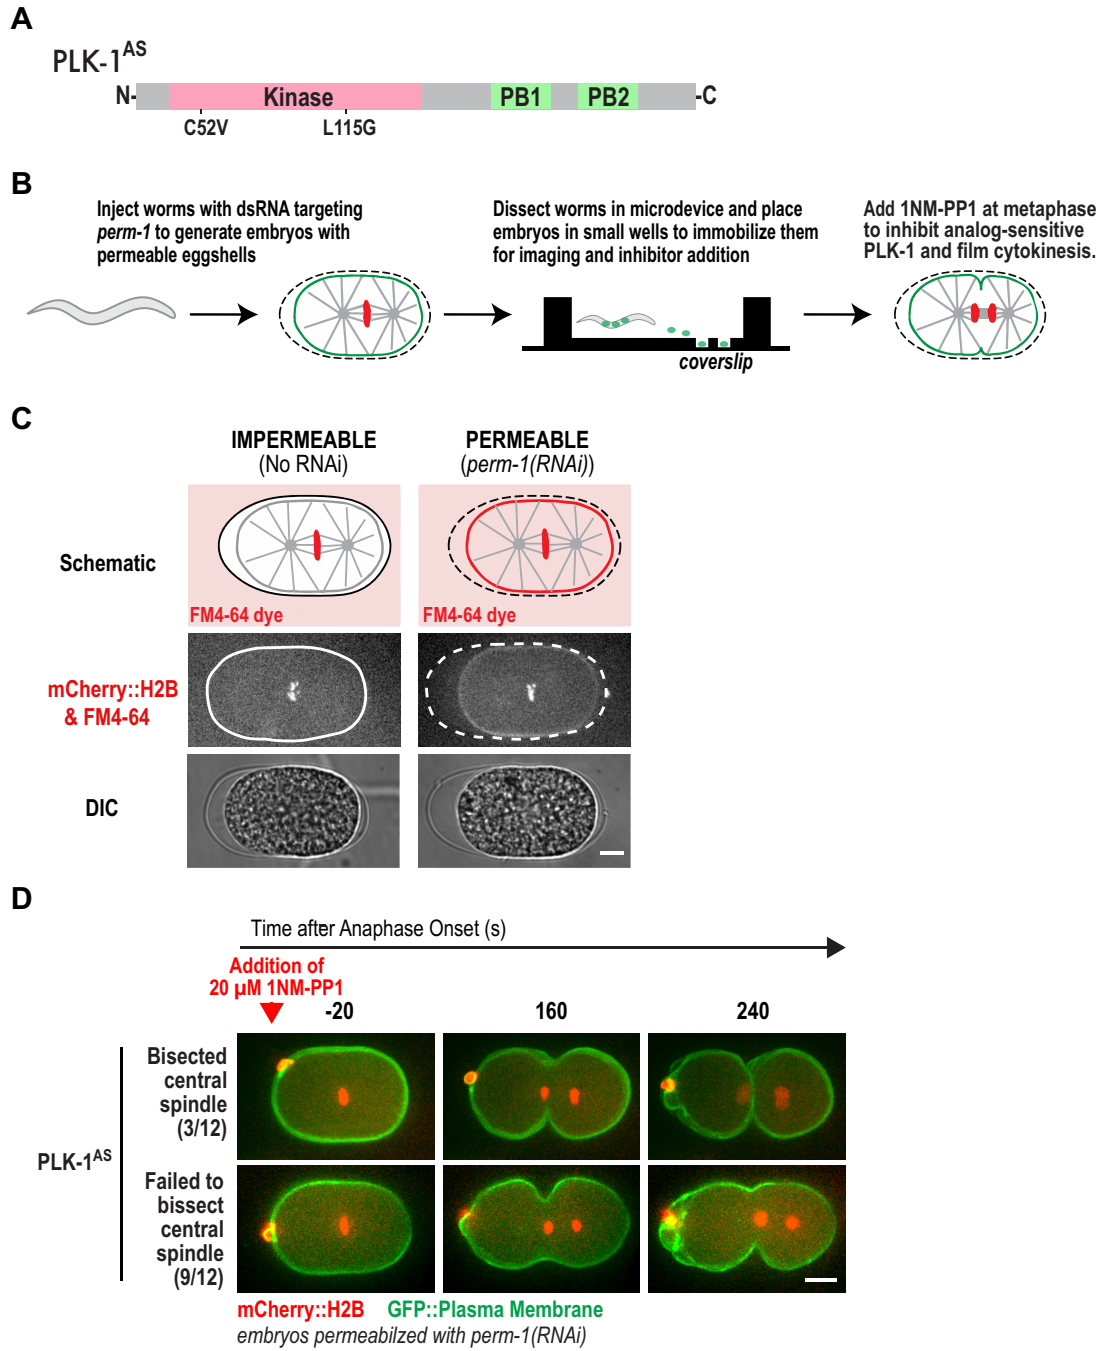 A
PLK-1AS
N-
Kinase
PB1
PB2
-C
C52V
L115G
B
Inject worms with dsRNA targeting
perm-1 to generate embryos with
permeable eggshells
Dissect worms in microdevice and place
embryos in small wells to immobilize them
for imaging and inhibitor addition
coverslip
Add 1NM-PP1 at metaphase
to inhibit analog-sensitive
PLK-1 and film cytokinesis.
C
IMPERMEABLE
(No RNAi)
PERMEABLE
(perm-1(RNAi))
Schematic
FM4-64 dye
FM4-64 dye
mCherry::H2B
& FM4-64
DIC
D
Time after Anaphase Onset (s)
Addition of
20 µM 1NM-PP1
-20
160
240
PLK-1AS
Bisected
central
spindle
(3/12)
Failed to
bissect
central
spindle
(9/12)
mCherry::H2B GFP::Plasma Membrane
embryos permeabilzed with perm-1(RNAi)